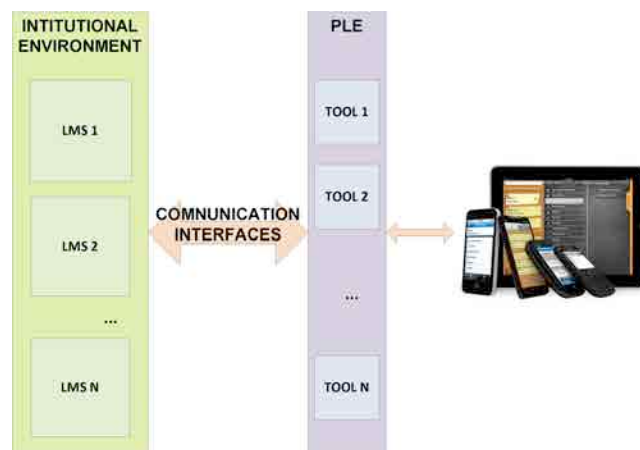 INTITUTIONAL
ENVIRONMENT
LMS 1
LMS 2
...
LMS N
COMNUNICATION
INTERFACES
PLE
TOOL 1
TOOL 2
...
TOOL N